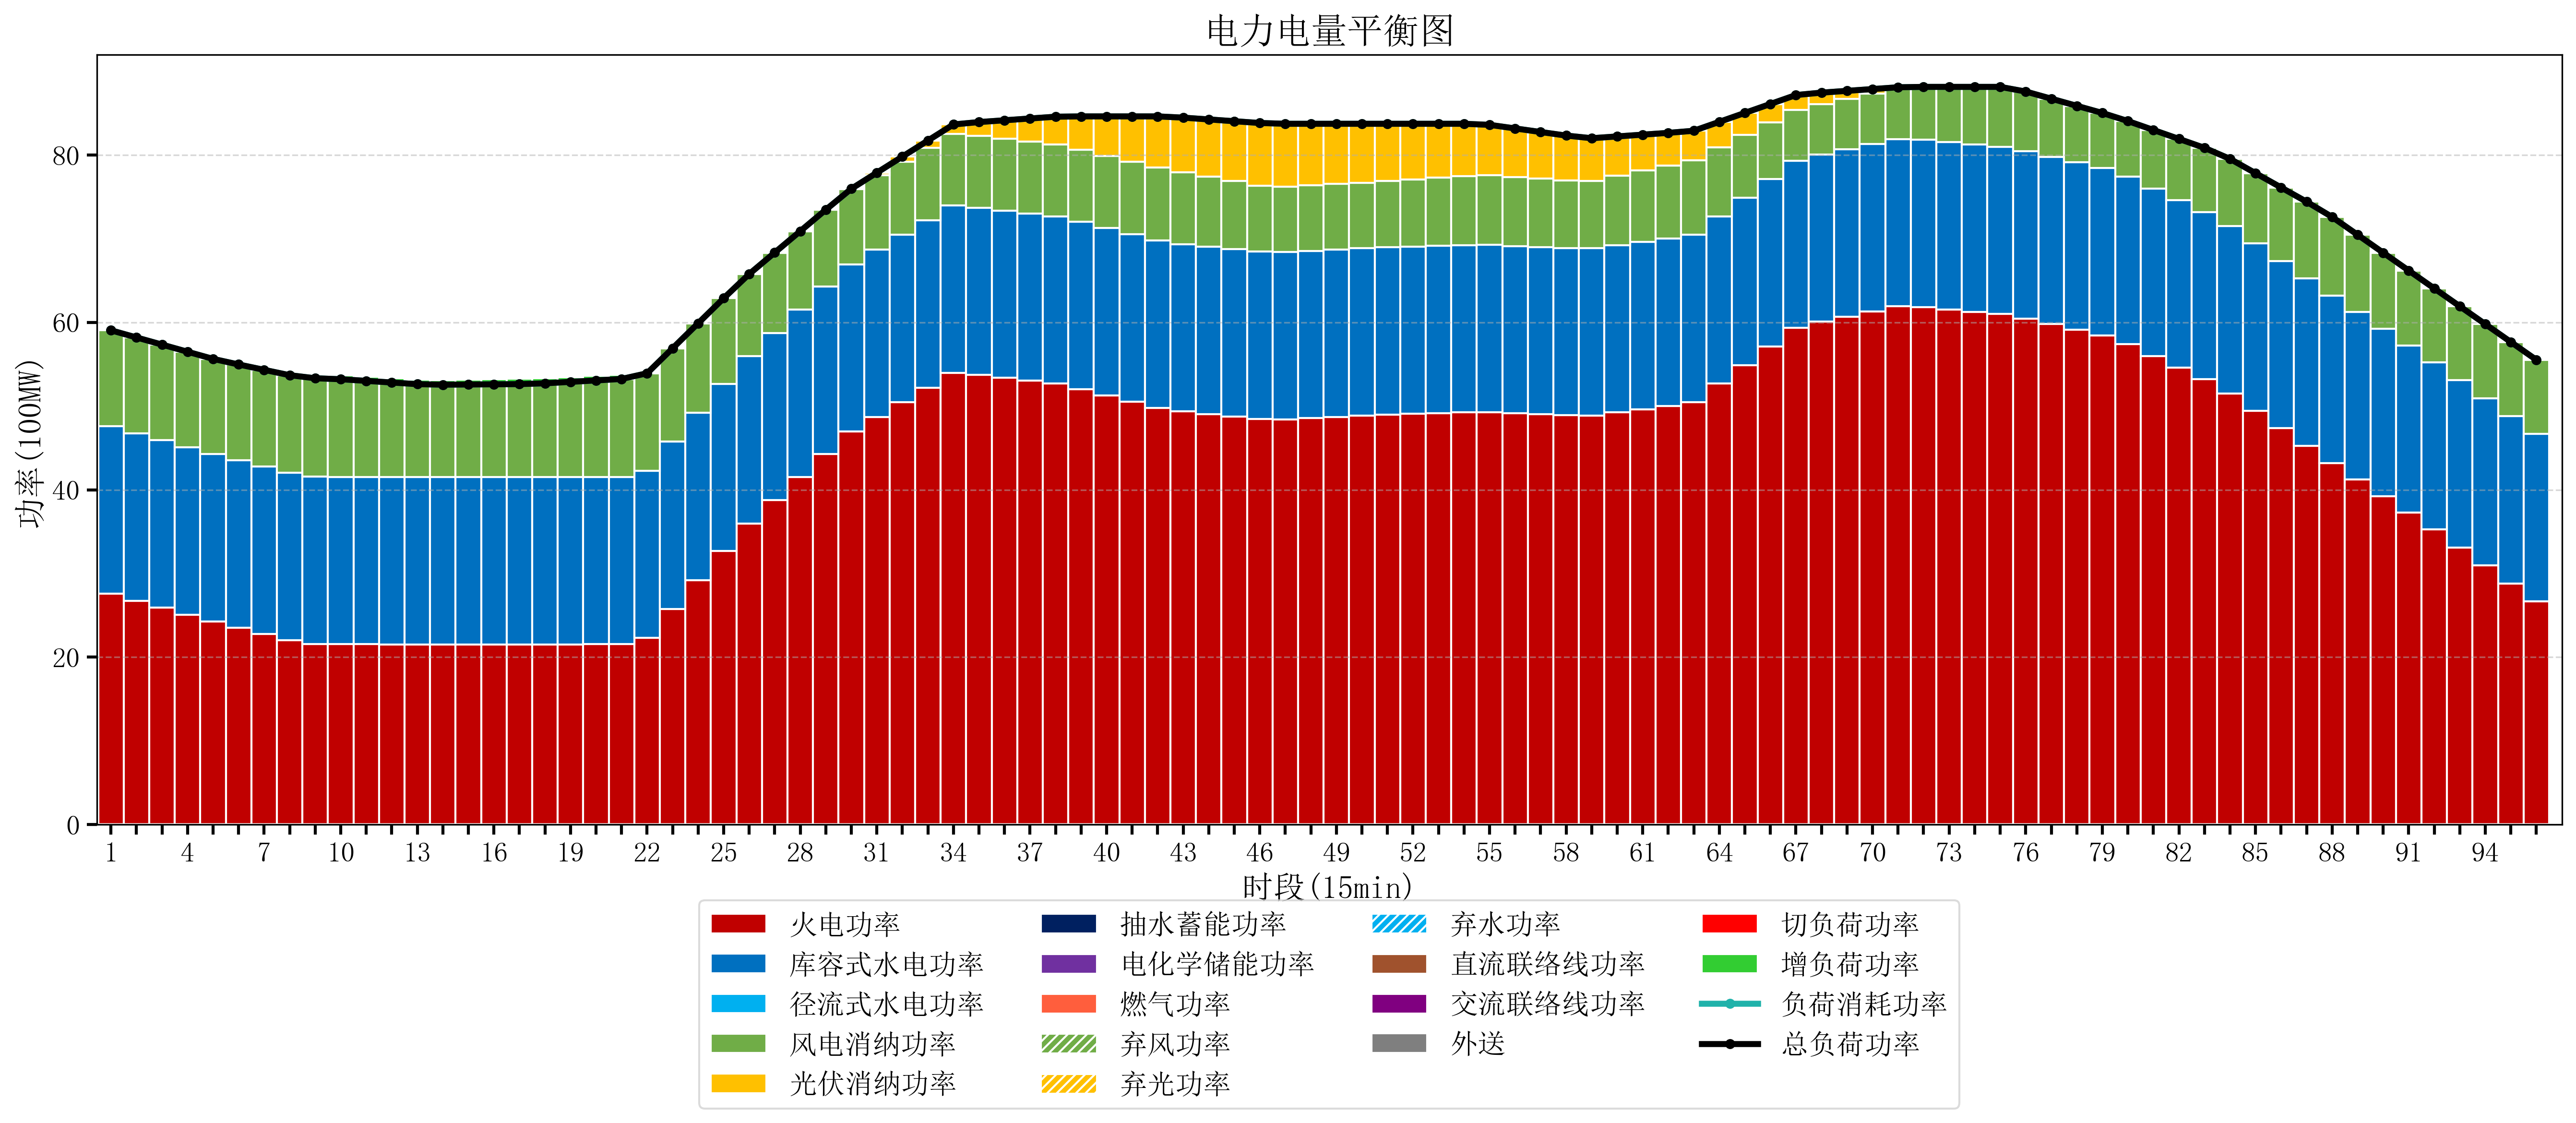 电力电量平衡图
功率(100MW)
80
60
40
20
0
1 4 7 10 13 16 19 22 25 28 31 34 37 40 43 46 49 52 55 58 61 64 67 70 73 76 79 82 85 88 91 94
时段(15min)
火电功率 抽水蓄能功率 弃水功率 切负荷功率
库容式水电功率 电化学储能功率 直流联络线功率 增负荷功率
径流式水电功率 燃气功率 交流联络线功率 负荷消耗功率
风电消纳功率 弃风功率 外送 总负荷功率
光伏消纳功率 弃光功率